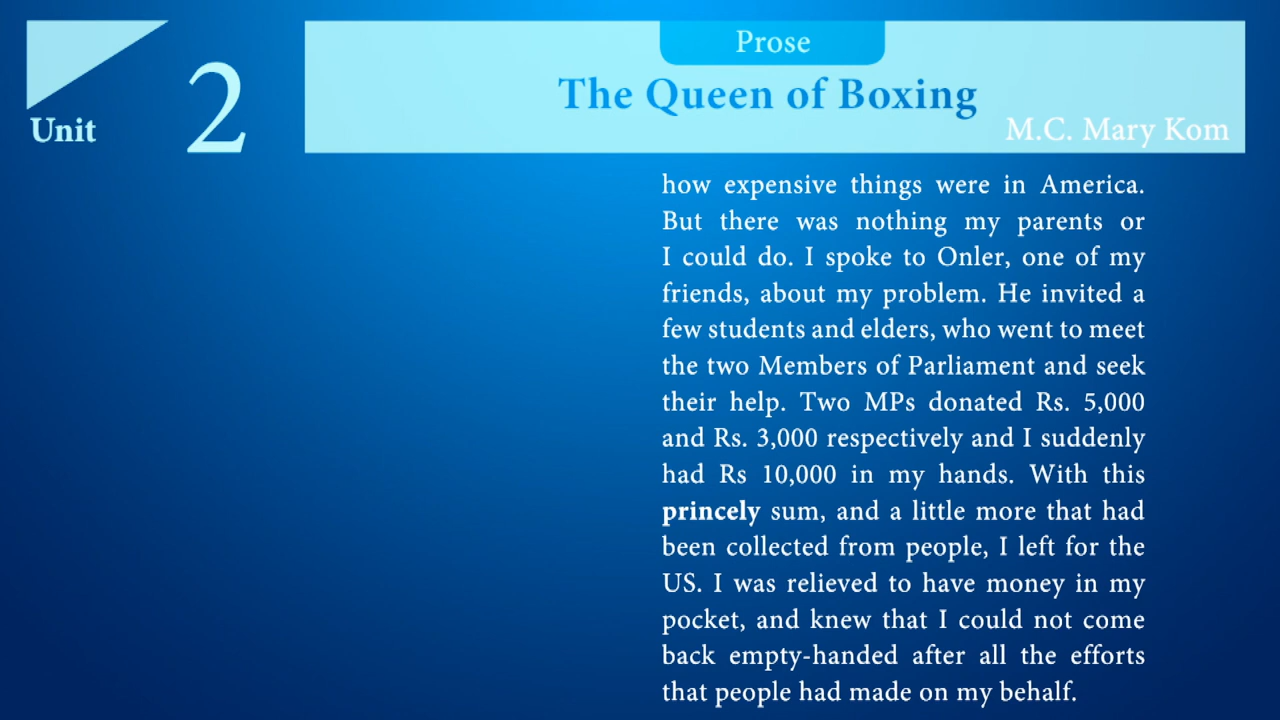 Prose
The Queen of Boxing
M.C. Mary Kom
Unit 2
how expensive things were in America.
But there was nothing my parents or
I could do. I spoke to Onler, one of my
friends, about my problem. He invited a
few students and elders, who went to meet
the two Members of Parliament and seek
their help. Two MPs donated Rs. 5,000
and Rs. 3,000 respectively and I suddenly
had Rs 10,000 in my hands. With this
princely sum, and a little more that had
been collected from people, I left for the
US. I was relieved to have money in my
pocket, and knew that I could not come
back empty-handed after all the efforts
that people had made on my behalf.